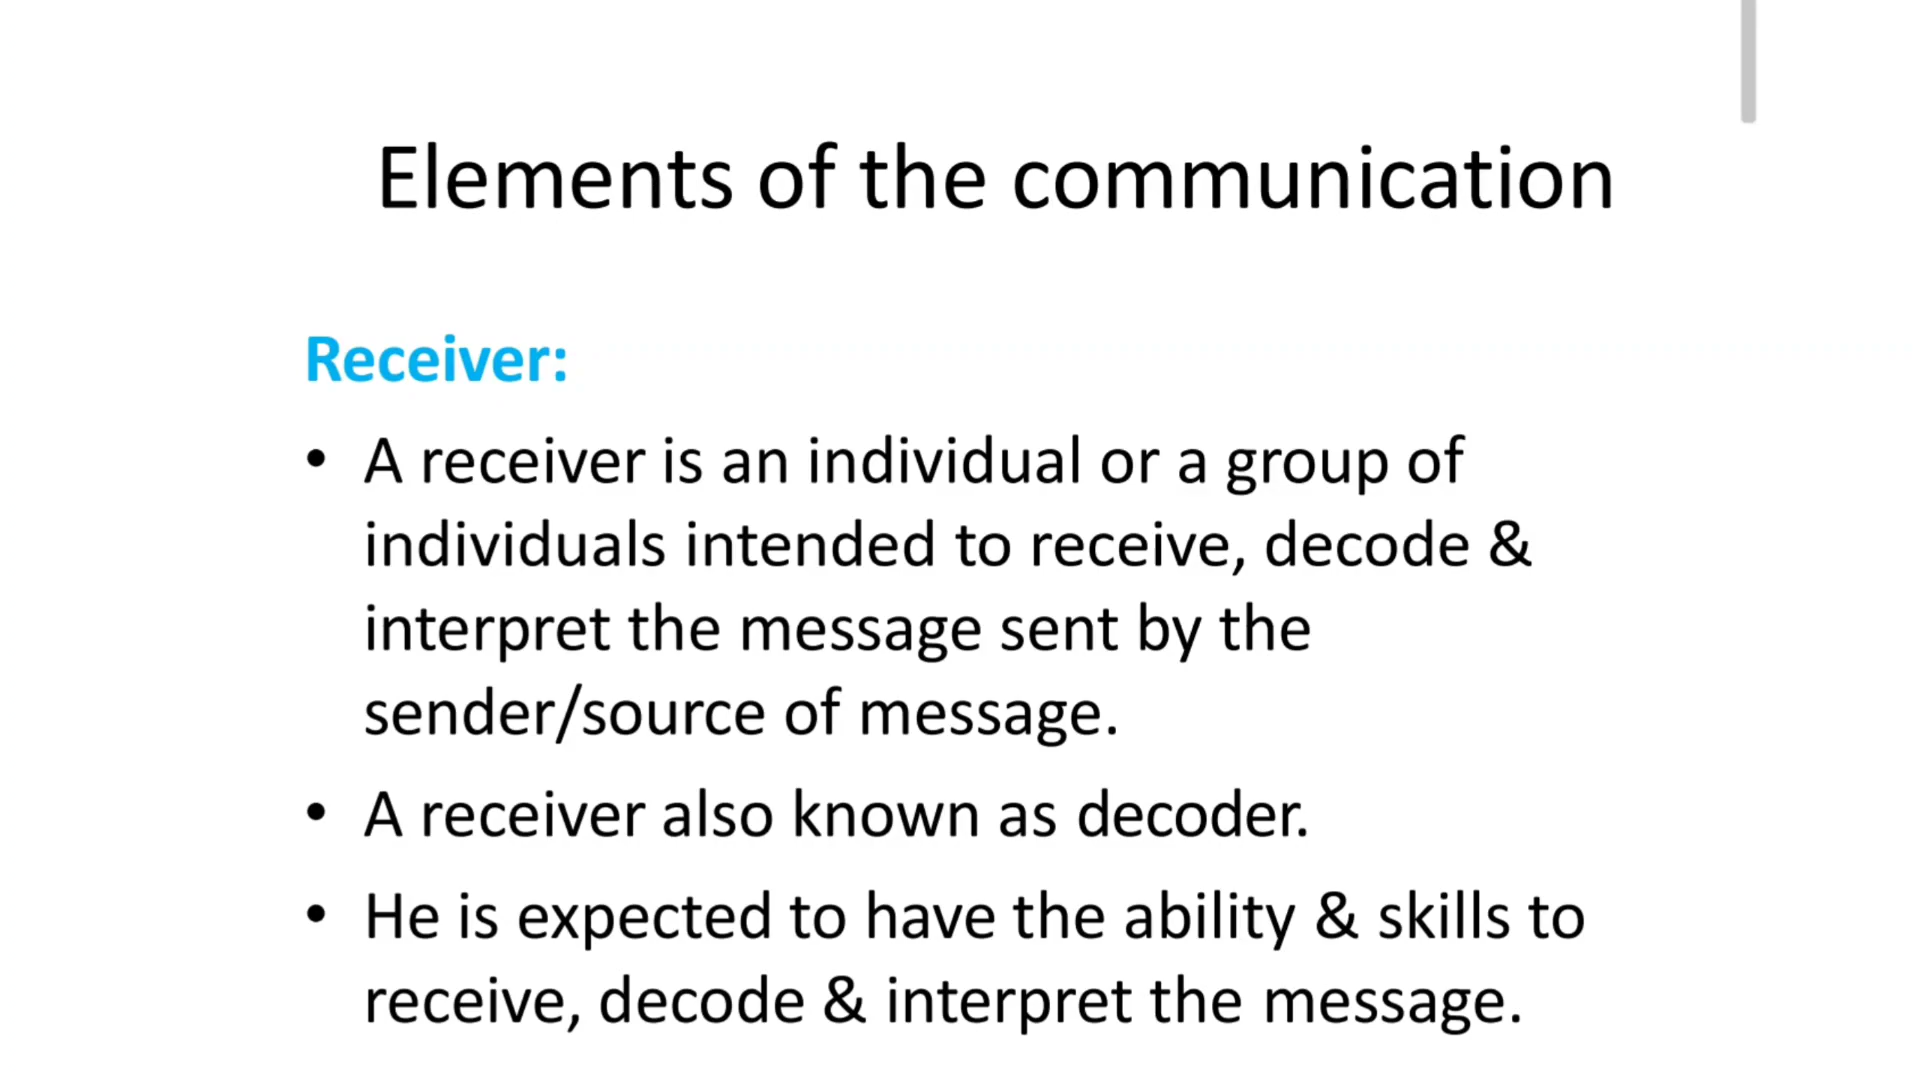 Elements of the communication
Receiver:
• A receiver is an individual or a group of
individuals intended to receive, decode &
interpret the message sent by the
sender/source of message.
• A receiver also known as decoder.
• He is expected to have the ability & skills to
receive, decode & interpret the message.